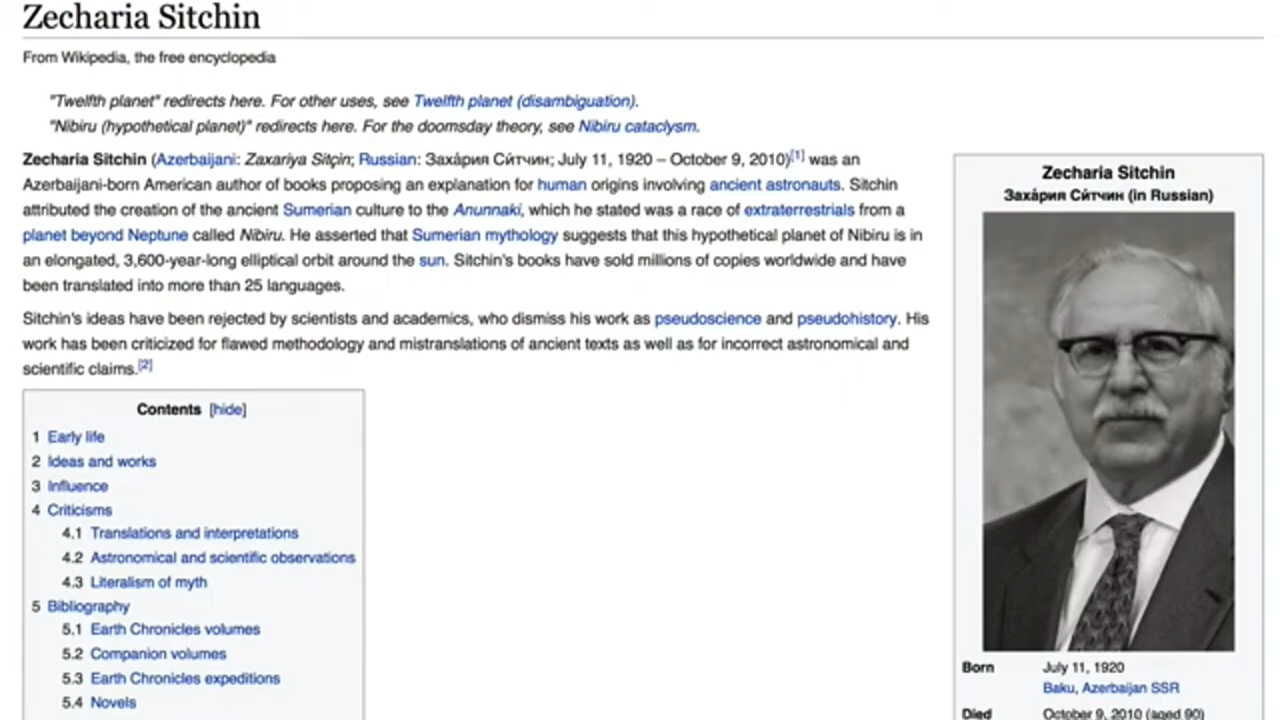 Zecharia Sitchin
From Wikipedia, the free encyclopedia
"Twelfth planet" redirects here. For other uses, see Twelfth planet (disambiguation).
"Nibiru (hypothetical planet)" redirects here. For the doomsday theory, see Nibiru cataclysm.
Zecharia Sitchin (Azerbaijani: Zaxariya Sitçin; Russian: Заха́рия Си́тчин; July 11, 1920 – October 9, 2010)[1] was an
Azerbaijani-born American author of books proposing an explanation for human origins involving ancient astronauts. Sitchin
attributed the creation of the ancient Sumerian culture to the Anunnaki, which he stated was a race of extraterrestrials from a
planet beyond Neptune called Nibiru. He asserted that Sumerian mythology suggests that this hypothetical planet of Nibiru is in
an elongated, 3,600-year-long elliptical orbit around the sun. Sitchin's books have sold millions of copies worldwide and have
been translated into more than 25 languages.
Sitchin's ideas have been rejected by scientists and academics, who dismiss his work as pseudoscience and pseudohistory. His
work has been criticized for flawed methodology and mistranslations of ancient texts as well as for incorrect astronomical and
scientific claims.[2]
Contents [hide]
1 Early life
2 Ideas and works
3 Influence
4 Criticisms
4.1 Translations and interpretations
4.2 Astronomical and scientific observations
4.3 Literalism of myth
5 Bibliography
5.1 Earth Chronicles volumes
5.2 Companion volumes
5.3 Earth Chronicles expeditions
5.4 Novels
Zecharia Sitchin
Заха́рия Си́тчин (in Russian)
Born July 11, 1920
Baku, Azerbaijan SSR
Died October 9, 2010 (aged 90)